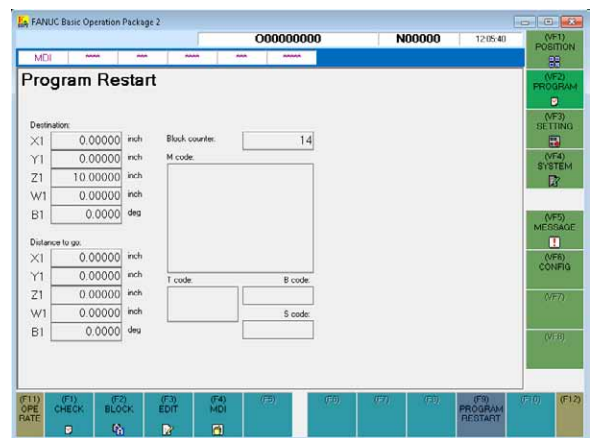 FANUC Basic Operation Package 2
O00000000 N00000 12:05:40
MDI **** *** *** *** *****
Program Restart
Destination:
X1 0.00000 inch Block counter: 14
Y1 0.00000 inch M code:
Z1 10.00000 inch
W1 0.00000 inch
B1 0.0000 deg
Distance to go:
X1 0.00000 inch
Y1 0.00000 inch
Z1 0.00000 inch T code: B code:
W1 0.00000 inch S code:
B1 0.0000 deg
(VF1)
POSITION
(VF2)
PROGRAM
(VF3)
SETTING
(VF4)
SYSTEM
(VF5)
MESSAGE
(VF6)
CONFIG
(VF7)
(VF8)
(F11) (F1) (F2) (F3) (F4) (F5) (F6) (F7) (F8) (F9) (F10) (F12)
OPE CHECK BLOCK EDIT MDI PROGRAM
RATE RESTART